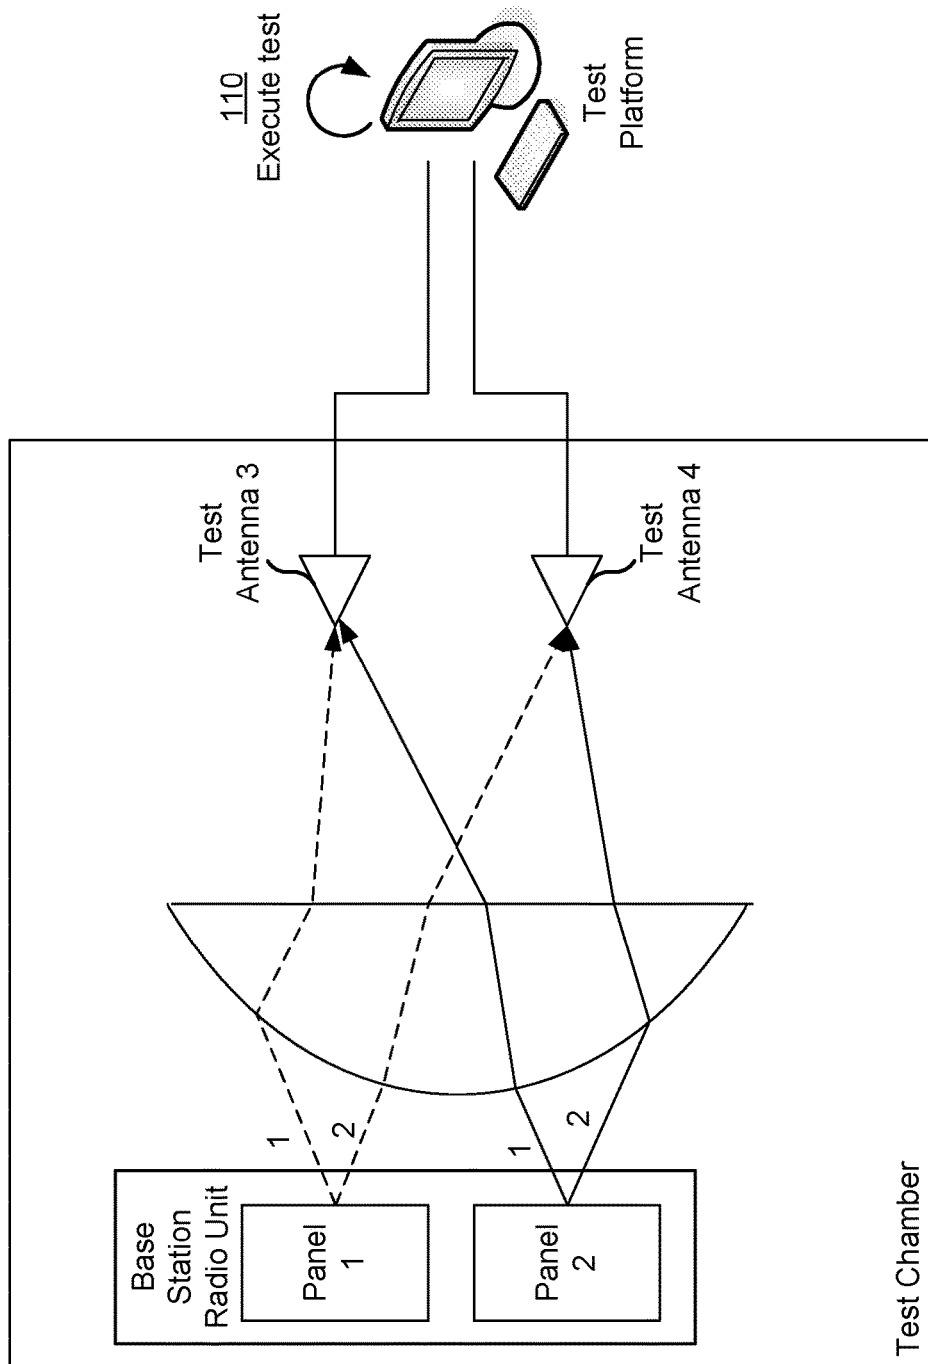 110
Execute test
Test
Platform
Test
Antenna 3
Test
Antenna 4
1
2
1
2
Base
Station
Radio Unit
Panel
1
Panel
2
Test Chamber